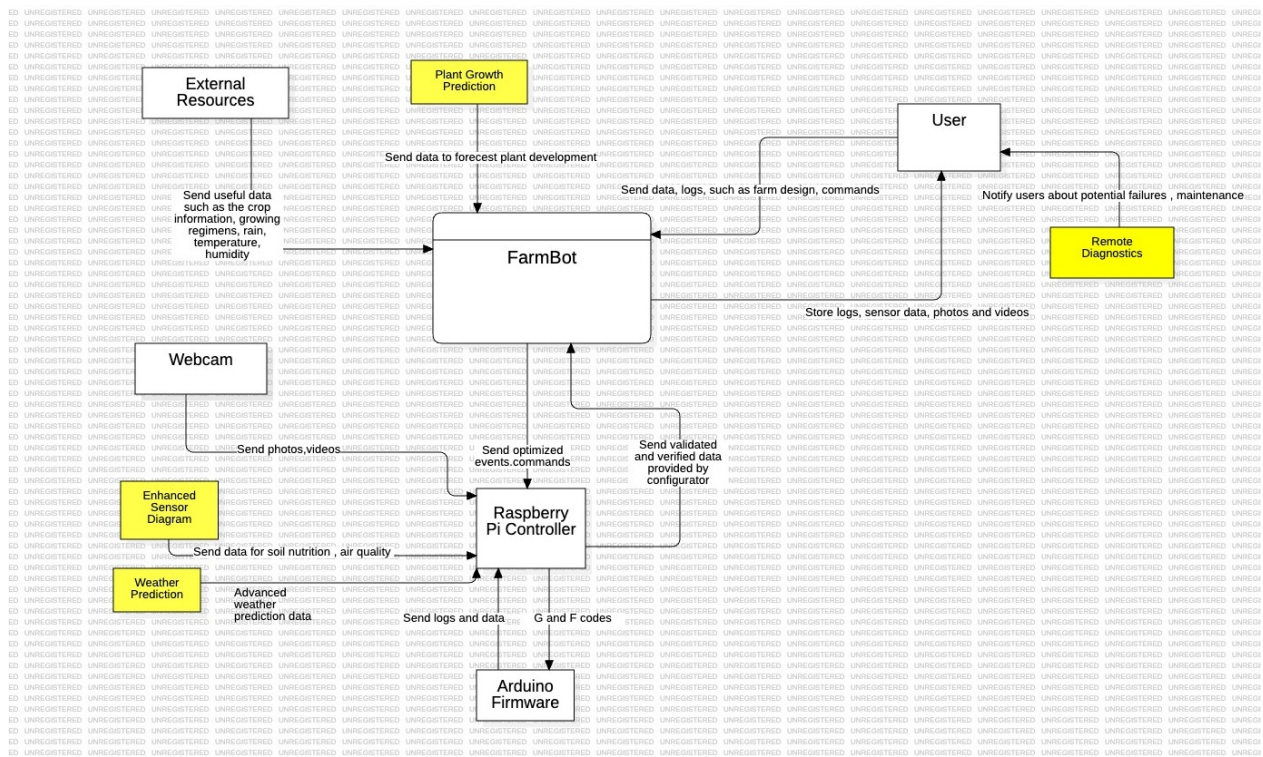 External
Resources
Plant Growth
Prediction
User
Send data to forecest plant development
Send data, logs, such as farm design, commands
Notify users about potential failures , maintenance
Send useful data
such as the crop
information, growing
regimens, rain,
temperature,
humidity
FarmBot
Remote
Diagnostics
Store logs, sensor data, photos and videos
Webcam
Send photos,videos
Send optimized
events.commands
Send validated
and verified data
provided by
configurator
Enhanced
Sensor
Diagram
Raspberry
Pi Controller
Send data for soil nutrition , air quality
Weather
Prediction
Advanced
weather
prediction data
Send logs and data
G and F codes
Arduino
Firmware
UNREGISTERED